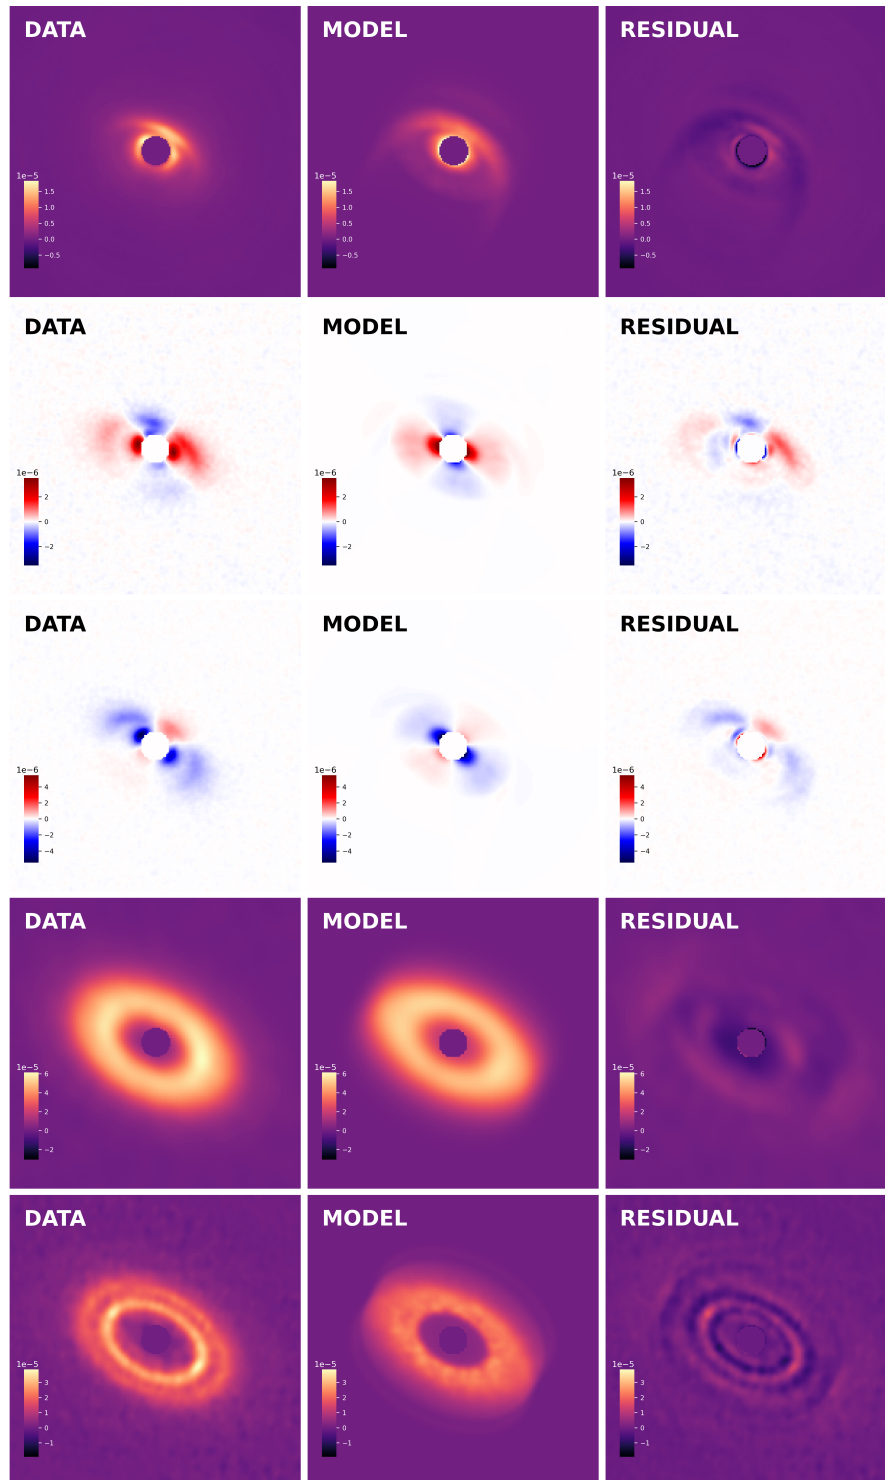 DATA MODEL RESIDUAL
1e−5 1e−5 1e−5
1.5 1.5 1.5
1.0 1.0 1.0
0.5 0.5 0.5
0.0 0.0 0.0
−0.5 −0.5 −0.5
DATA MODEL RESIDUAL
1e−6 1e−6 1e−6
2 2 2
0 0 0
−2 −2 −2
DATA MODEL RESIDUAL
1e−6 1e−6 1e−6
4 4 4
2 2 2
0 0 0
−2 −2 −2
−4 −4 −4
DATA MODEL RESIDUAL
1e−5 1e−5 1e−5
6 6 6
4 4 4
2 2 2
0 0 0
−2 −2 −2
DATA MODEL RESIDUAL
1e−5 1e−5 1e−5
3 3 3
2 2 2
1 1 1
0 0 0
−1 −1 −1